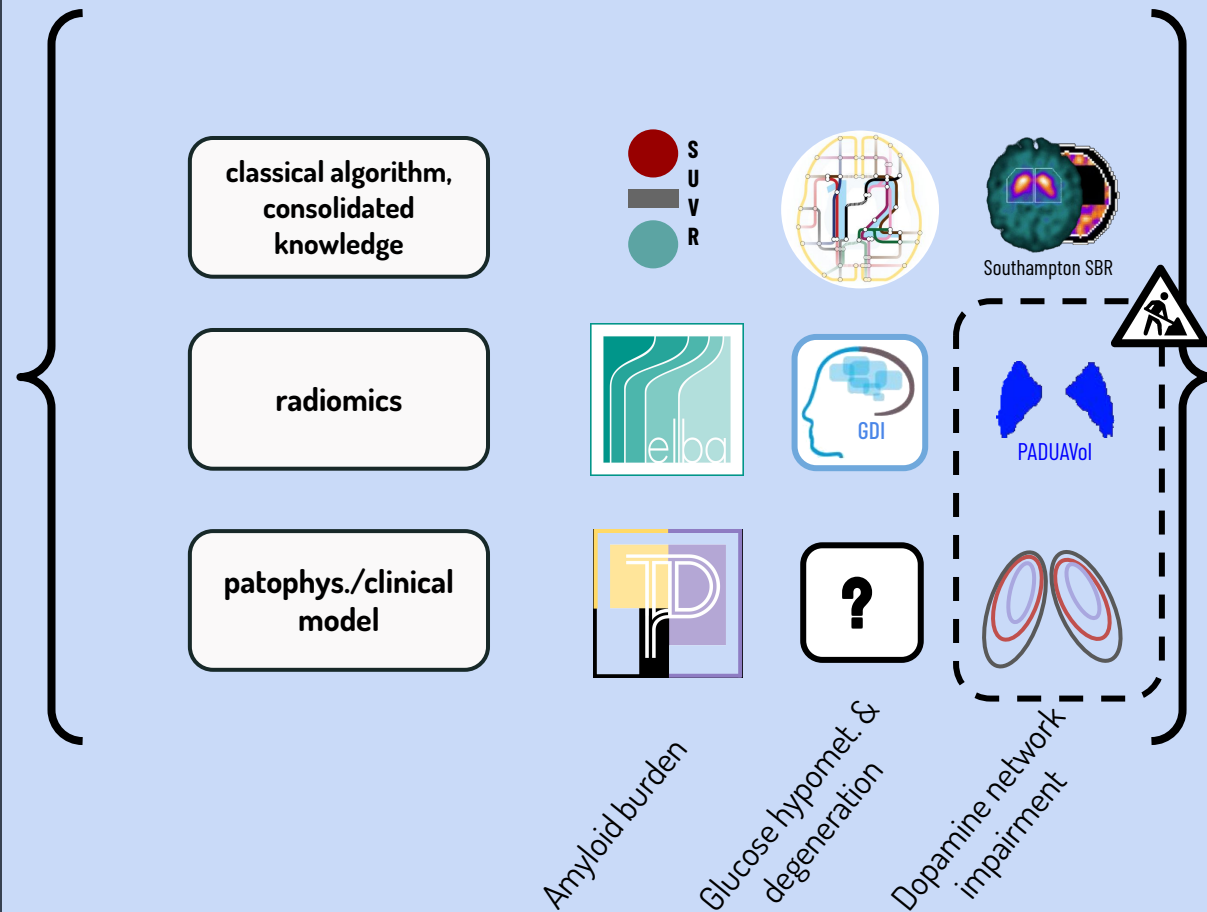 classical algorithm,
consolidated
knowledge
S
U
V
R
Southampton SBR
radiomics
elba
GDI
PADUAVol
patophys./clinical
model
TP
?
Amyloid burden
Glucose hypomet. &
degeneration
Dopamine network
impairment